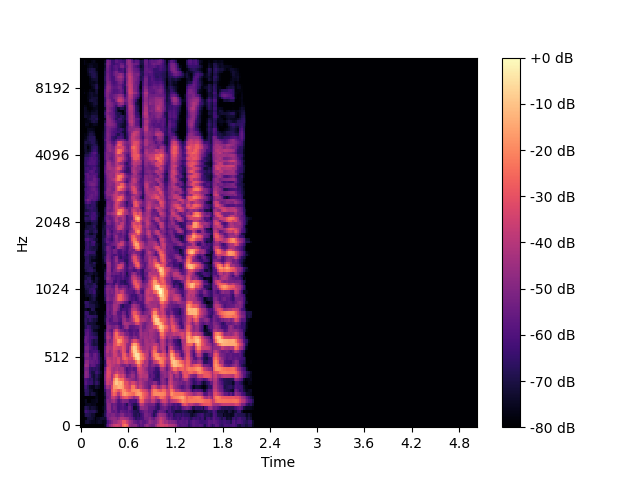 8192
4096
2048
1024
512
0
Hz
0 0.6 1.2 1.8 2.4 3 3.6 4.2 4.8
Time
+0 dB
-10 dB
-20 dB
-30 dB
-40 dB
-50 dB
-60 dB
-70 dB
-80 dB